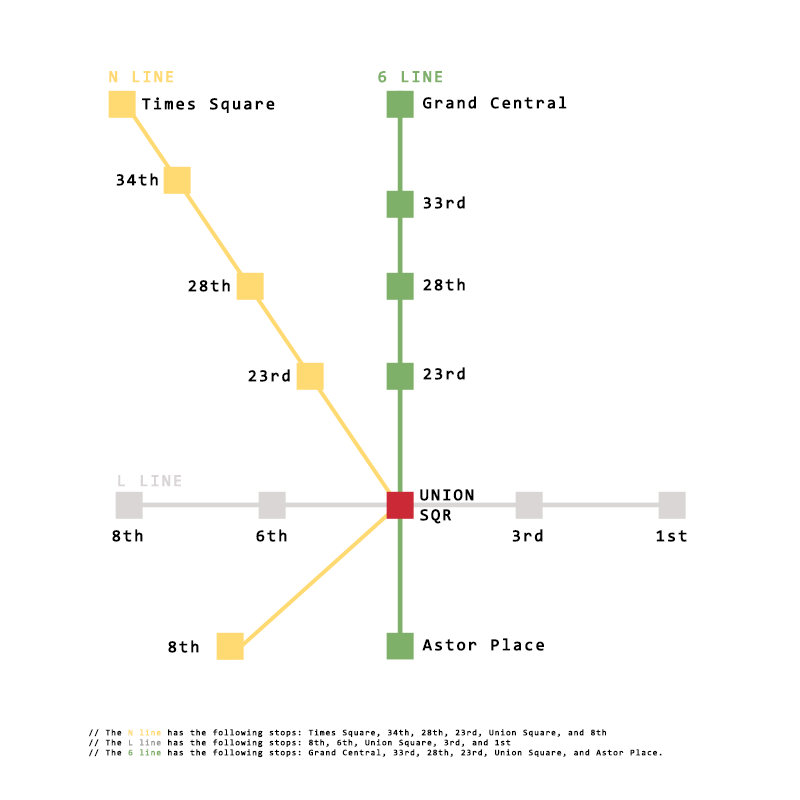 N LINE
6 LINE
Times Square
Grand Central
34th
33rd
28th
28th
23rd
23rd
L LINE
UNION
SQR
8th
6th
3rd
1st
8th
Astor Place
// The N line has the following stops: Times Square, 34th, 28th, 23rd, Union Square, and 8th
// The L line has the following stops: 8th, 6th, Union Square, 3rd, and 1st
// The 6 line has the following stops: Grand Central, 33rd, 28th, 23rd, Union Square, and Astor Place.